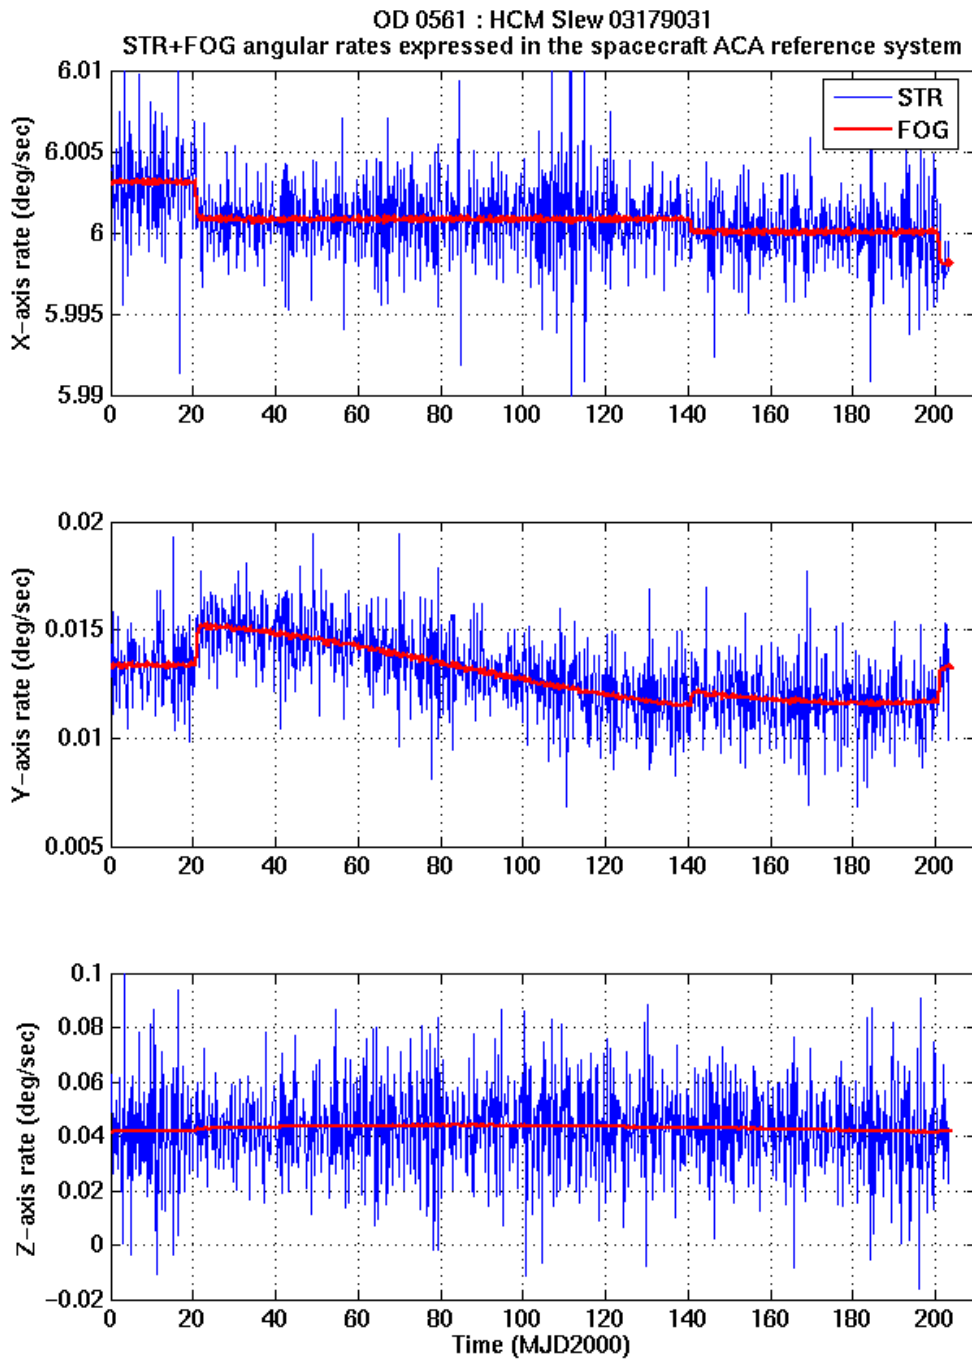 OD 0561 : HCM Slew 03179031
STR+FOG angular rates expressed in the spacecraft ACA reference system
6.01
6.005
6
5.995
5.99
X-axis rate (deg/sec)
STR
FOG
0 20 40 60 80 100 120 140 160 180 200
0.02
0.015
0.01
0.005
Y-axis rate (deg/sec)
0 20 40 60 80 100 120 140 160 180 200
0.1
0.08
0.06
0.04
0.02
0
-0.02
Z-axis rate (deg/sec)
0 20 40 60 80 100 120 140 160 180 200
Time (MJD2000)